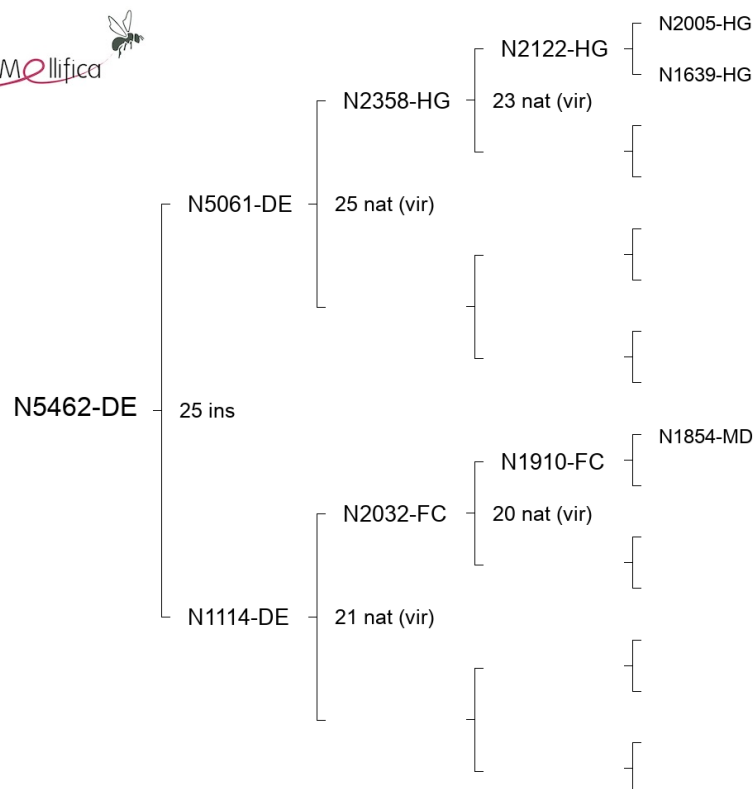 Mellifica
N2005-HG
N2122-HG
N1639-HG
N2358-HG
23 nat (vir)
N5061-DE
25 nat (vir)
N5462-DE
25 ins
N1854-MD
N1910-FC
N2032-FC
20 nat (vir)
N1114-DE
21 nat (vir)